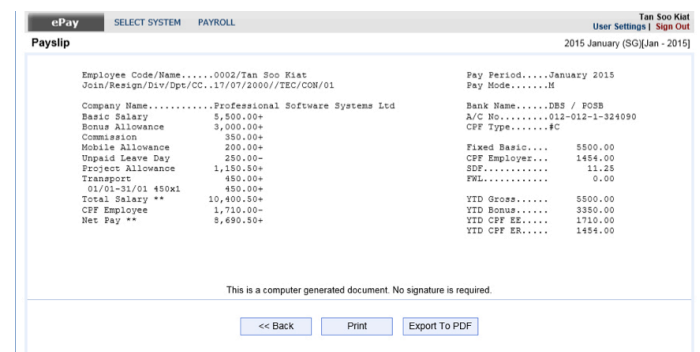 ePay SELECT SYSTEM PAYROLL Tan Soo Kiat
User Settings | Sign Out
Payslip 2015 January (SG)[Jan - 2015]
Employee Code/Name......0002/Tan Soo Kiat Pay Period.....January 2015
Join/Resign/Div/Dpt/CC..17/07/2000//TEC/CON/01 Pay Mode.......M
Company Name............Professional Software Systems Ltd Bank Name......DBS / POSB
Basic Salary 5,500.00+ A/C No.........012-012-1-324090
Bonus Allowance 3,000.00+ CPF Type.......#C
Commission 350.00+
Mobile Allowance 200.00+ Fixed Basic.... 5500.00
Unpaid Leave Day 250.00- CPF Employer... 1454.00
Project Allowance 1,150.50+ SDF............ 11.25
Transport 450.00+ FWL............ 0.00
01/01-31/01 450x1 450.00+
Total Salary ** 10,400.50+ YTD Gross...... 5500.00
CPF Employee 1,710.00- YTD Bonus...... 3350.00
Net Pay ** 8,690.50+ YTD CPF EE..... 1710.00
YTD CPF ER..... 1454.00
This is a computer generated document. No signature is required.
<< Back Print Export To PDF